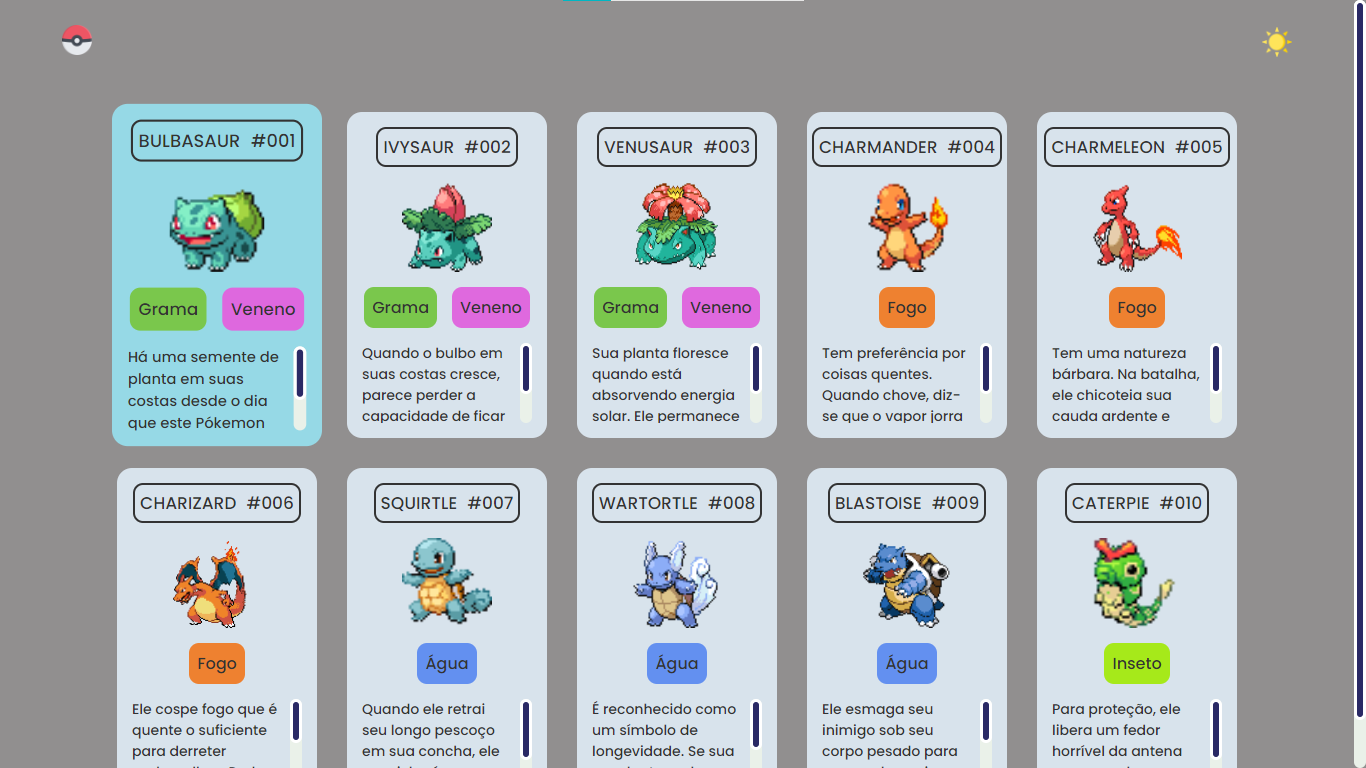 BULBASAUR #001
Grama Veneno
Há uma semente de
planta em suas
costas desde o dia
que este Pókemon
IVYSAUR #002
Grama Veneno
Quando o bulbo em
suas costas cresce,
parece perder a
capacidade de ficar
VENUSAUR #003
Grama Veneno
Sua planta floresce
quando está
absorvendo energia
solar. Ele permanece
CHARMANDER #004
Fogo
Tem preferência por
coisas quentes.
Quando chove, diz-
se que o vapor jorra
CHARMELEON #005
Fogo
Tem uma natureza
bárbara. Na batalha,
ele chicoteia sua
cauda ardente e
CHARIZARD #006
Fogo
Ele cospe fogo que é
quente o suficiente
para derreter
SQUIRTLE #007
Água
Quando ele retrai
seu longo pescoço
em sua concha, ele
WARTORTLE #008
Água
É reconhecido como
um símbolo de
longevidade. Se sua
BLASTOISE #009
Água
Ele esmaga seu
inimigo sob seu
corpo pesado para
CATERPIE #010
Inseto
Para proteção, ele
libera um fedor
horrível da antena